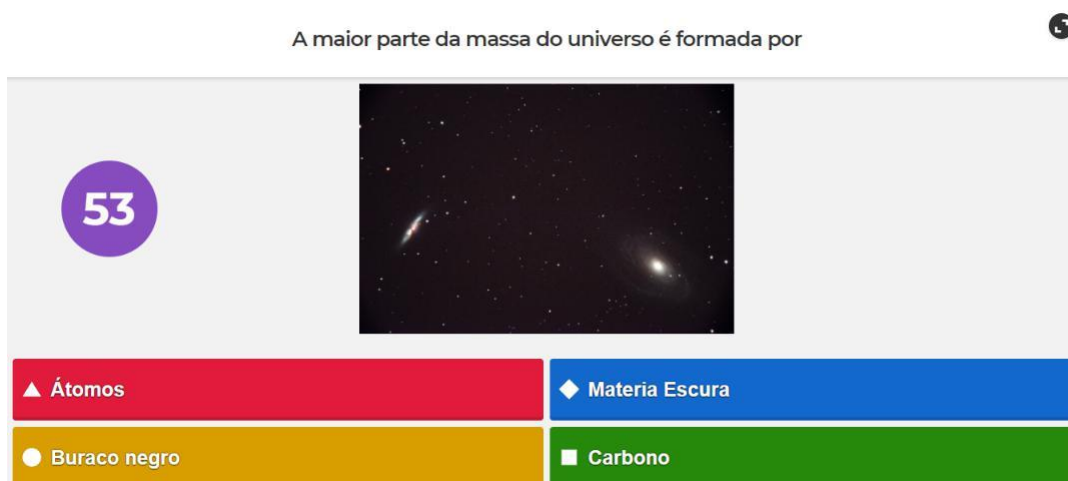 A maior parte da massa do universo é formada por
53
Átomos
Materia Escura
Buraco negro
Carbono